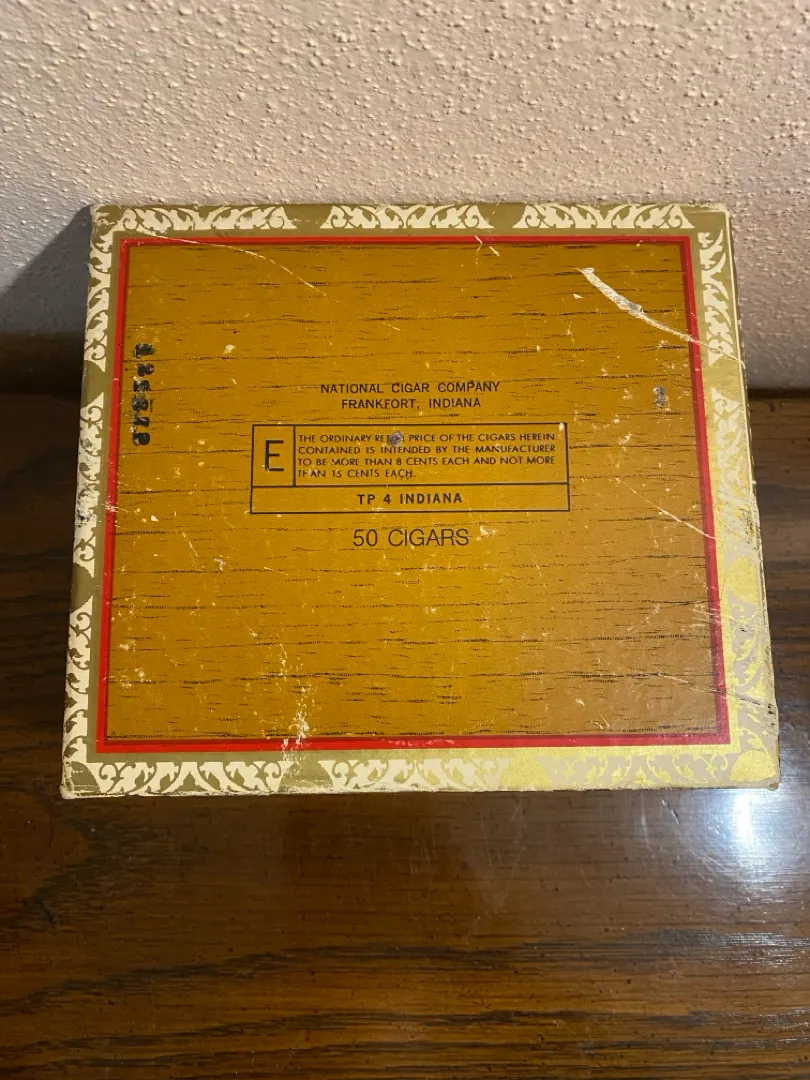 NATIONAL CIGAR COMPANY
FRANKFORT, INDIANA
E
THE ORDINARY RETAIL PRICE OF THE CIGARS HEREIN
CONTAINED IS INTENDED BY THE MANUFACTURER
TO BE MORE THAN 8 CENTS EACH AND NOT MORE
THAN 15 CENTS EACH.
TP 4 INDIANA
50 CIGARS